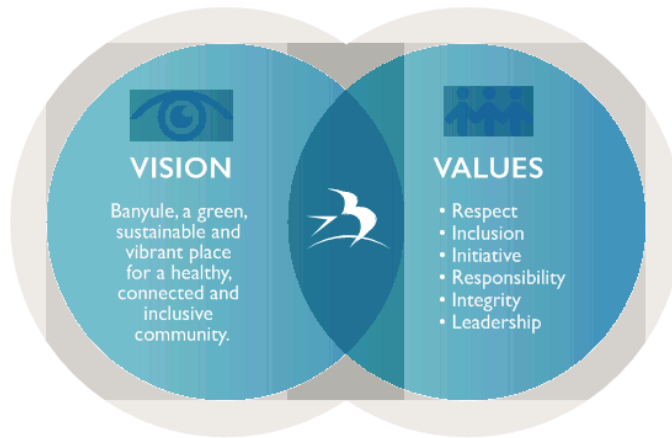 VISION
Banyule, a green,
sustainable and
vibrant place
for a healthy,
connected and
inclusive
community.
VALUES
• Respect
• Inclusion
• Initiative
• Responsibility
• Integrity
• Leadership